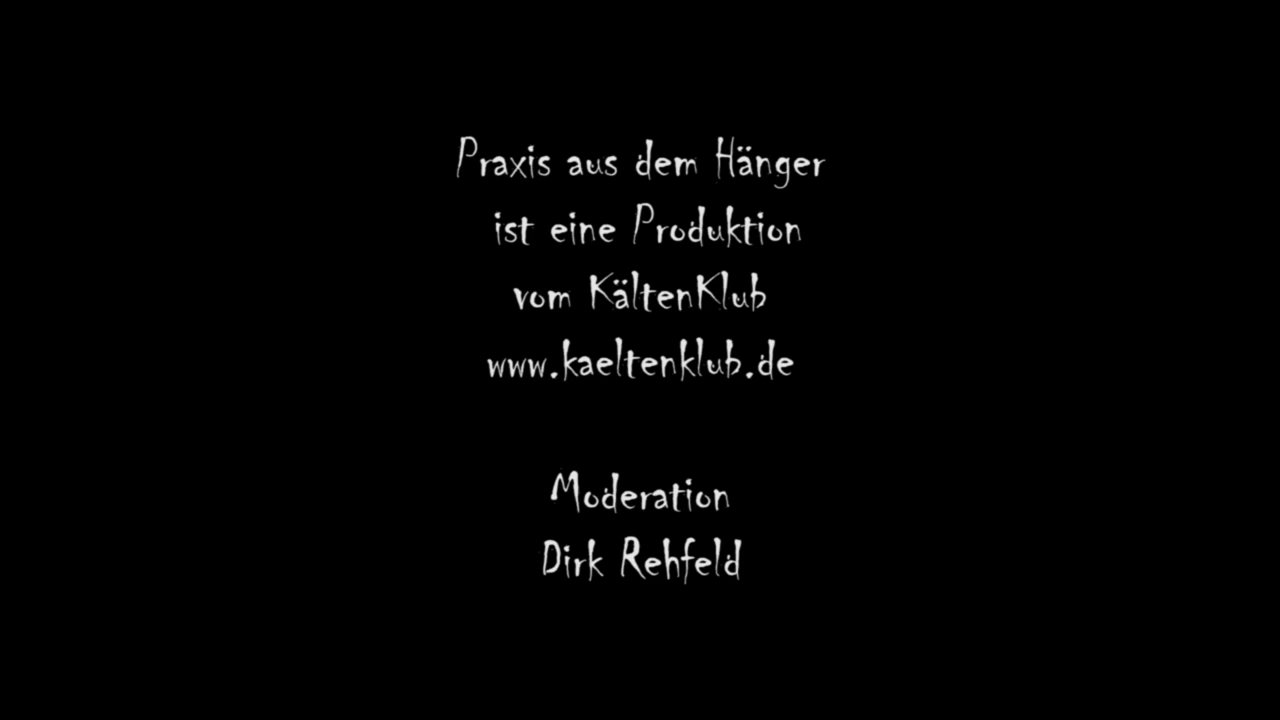 Praxis aus dem Hänger
ist eine Produktion
vom KältenKlub
www.kaeltenklub.de
Moderation
Dirk Rehfeld